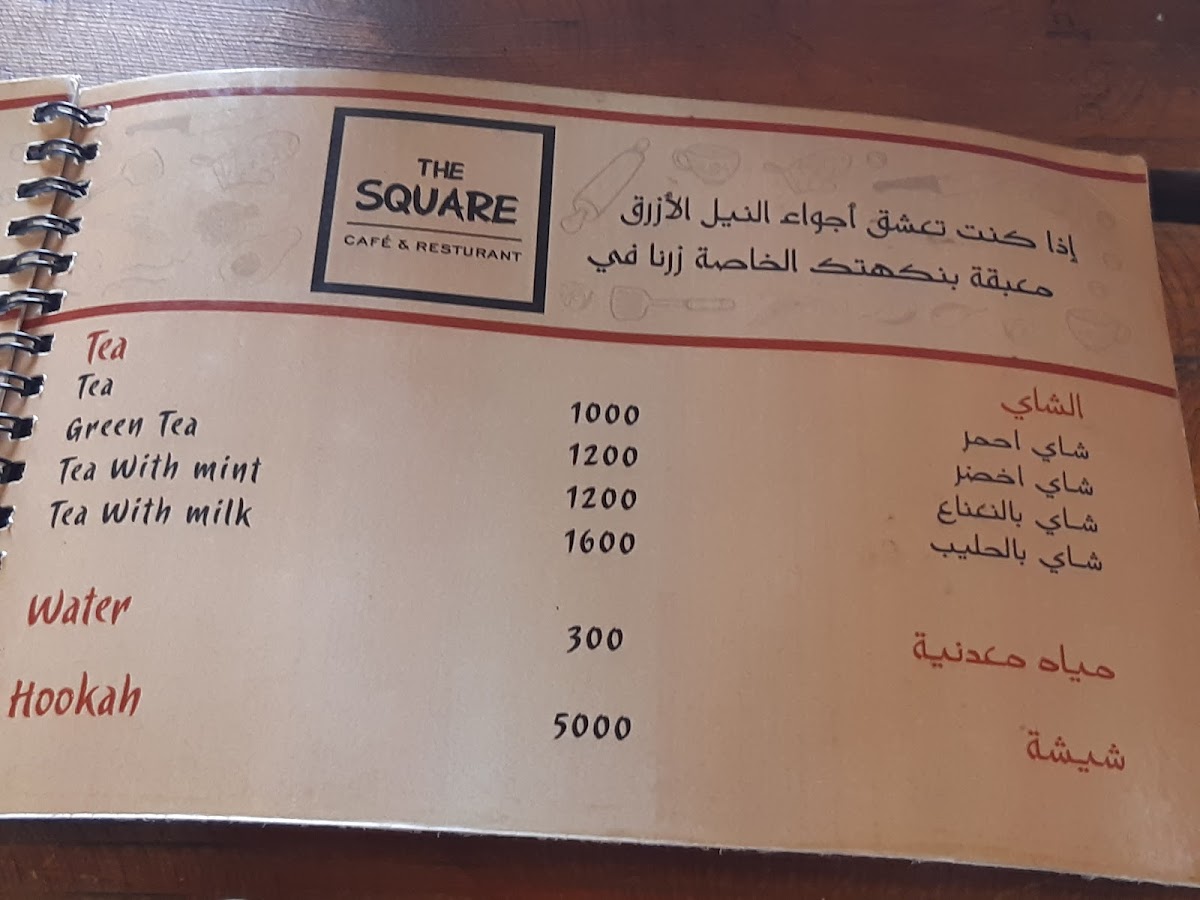 THE
SQUARE
CAFÉ & RESTURANT
إذا كنت تعشق أجواء النيل الأزرق
معبقة بنكهتك الخاصة زرنا في
Tea الشاي
Tea 1000 شاي احمر
Green Tea 1200 شاي اخضر
Tea With mint 1200 شاي بالنعناع
Tea With milk 1600 شاي بالحليب
Water 300 مياه معدنية
Hookah 5000 شيشة